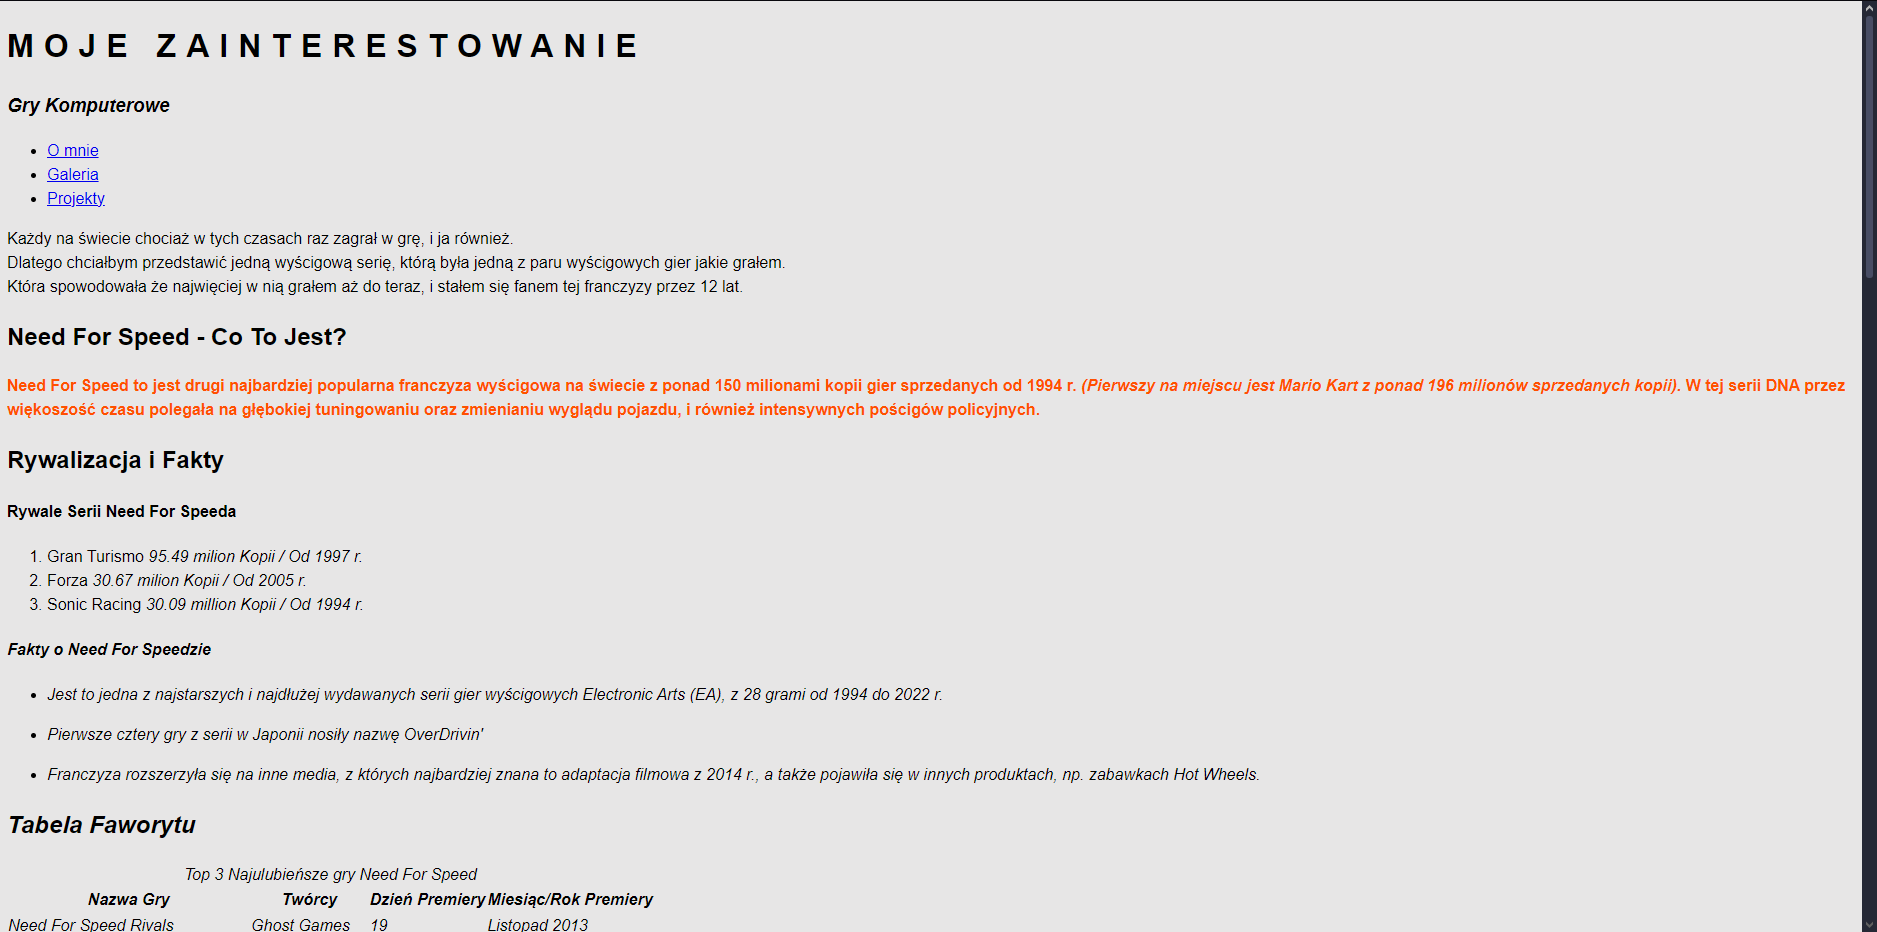 MOJE ZAINTERESTOWANIE
Gry Komputerowe
• O mnie
• Galeria
• Projekty
Każdy na świecie chociaż w tych czasach raz zagrał w grę, i ja również.
Dlatego chciałbym przedstawić jedną wyścigową serię, którą była jedną z paru wyścigowych gier jakie grałem.
Która spowodowała że najwięciej w nią grałem aż do teraz, i stałem się fanem tej franczyzy przez 12 lat.
Need For Speed - Co To Jest?
Need For Speed to jest drugi najbardziej popularna franczyza wyścigowa na świecie z ponad 150 milionami kopii gier sprzedanych od 1994 r. (Pierwszy na miejscu jest Mario Kart z ponad 196 milionów sprzedanych kopii). W tej serii DNA przez
więkoszość czasu polegała na głębokiej tuningowaniu oraz zmienianiu wyglądu pojazdu, i również intensywnych pościgów policyjnych.
Rywalizacja i Fakty
Rywale Serii Need For Speeda
1. Gran Turismo 95.49 milion Kopii / Od 1997 r.
2. Forza 30.67 milion Kopii / Od 2005 r.
3. Sonic Racing 30.09 million Kopii / Od 1994 r.
Fakty o Need For Speedzie
• Jest to jedna z najstarszych i najdłużej wydawanych serii gier wyścigowych Electronic Arts (EA), z 28 grami od 1994 do 2022 r.
• Pierwsze cztery gry z serii w Japonii nosiły nazwę OverDrivin'
• Franczyza rozszerzyła się na inne media, z których najbardziej znana to adaptacja filmowa z 2014 r., a także pojawiła się w innych produktach, np. zabawkach Hot Wheels.
Tabela Faworytu
Top 3 Najulubieńsze gry Need For Speed
Nazwa Gry Twórcy Dzień Premiery Miesiąc/Rok Premiery
Need For Speed Rivals Ghost Games 19 Listopad 2013